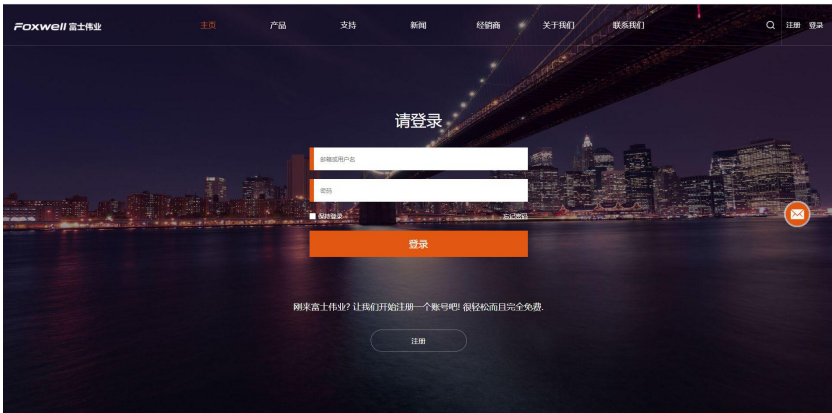 Foxwell 富士伟业
主页
产品
支持
新闻
经销商
关于我们
联系我们
注册 登录
请登录
邮箱或用户名
密码
保持登录
忘记密码
登录
刚来富士伟业? 让我们开始注册一个账号吧! 很轻松而且完全免费.
注册